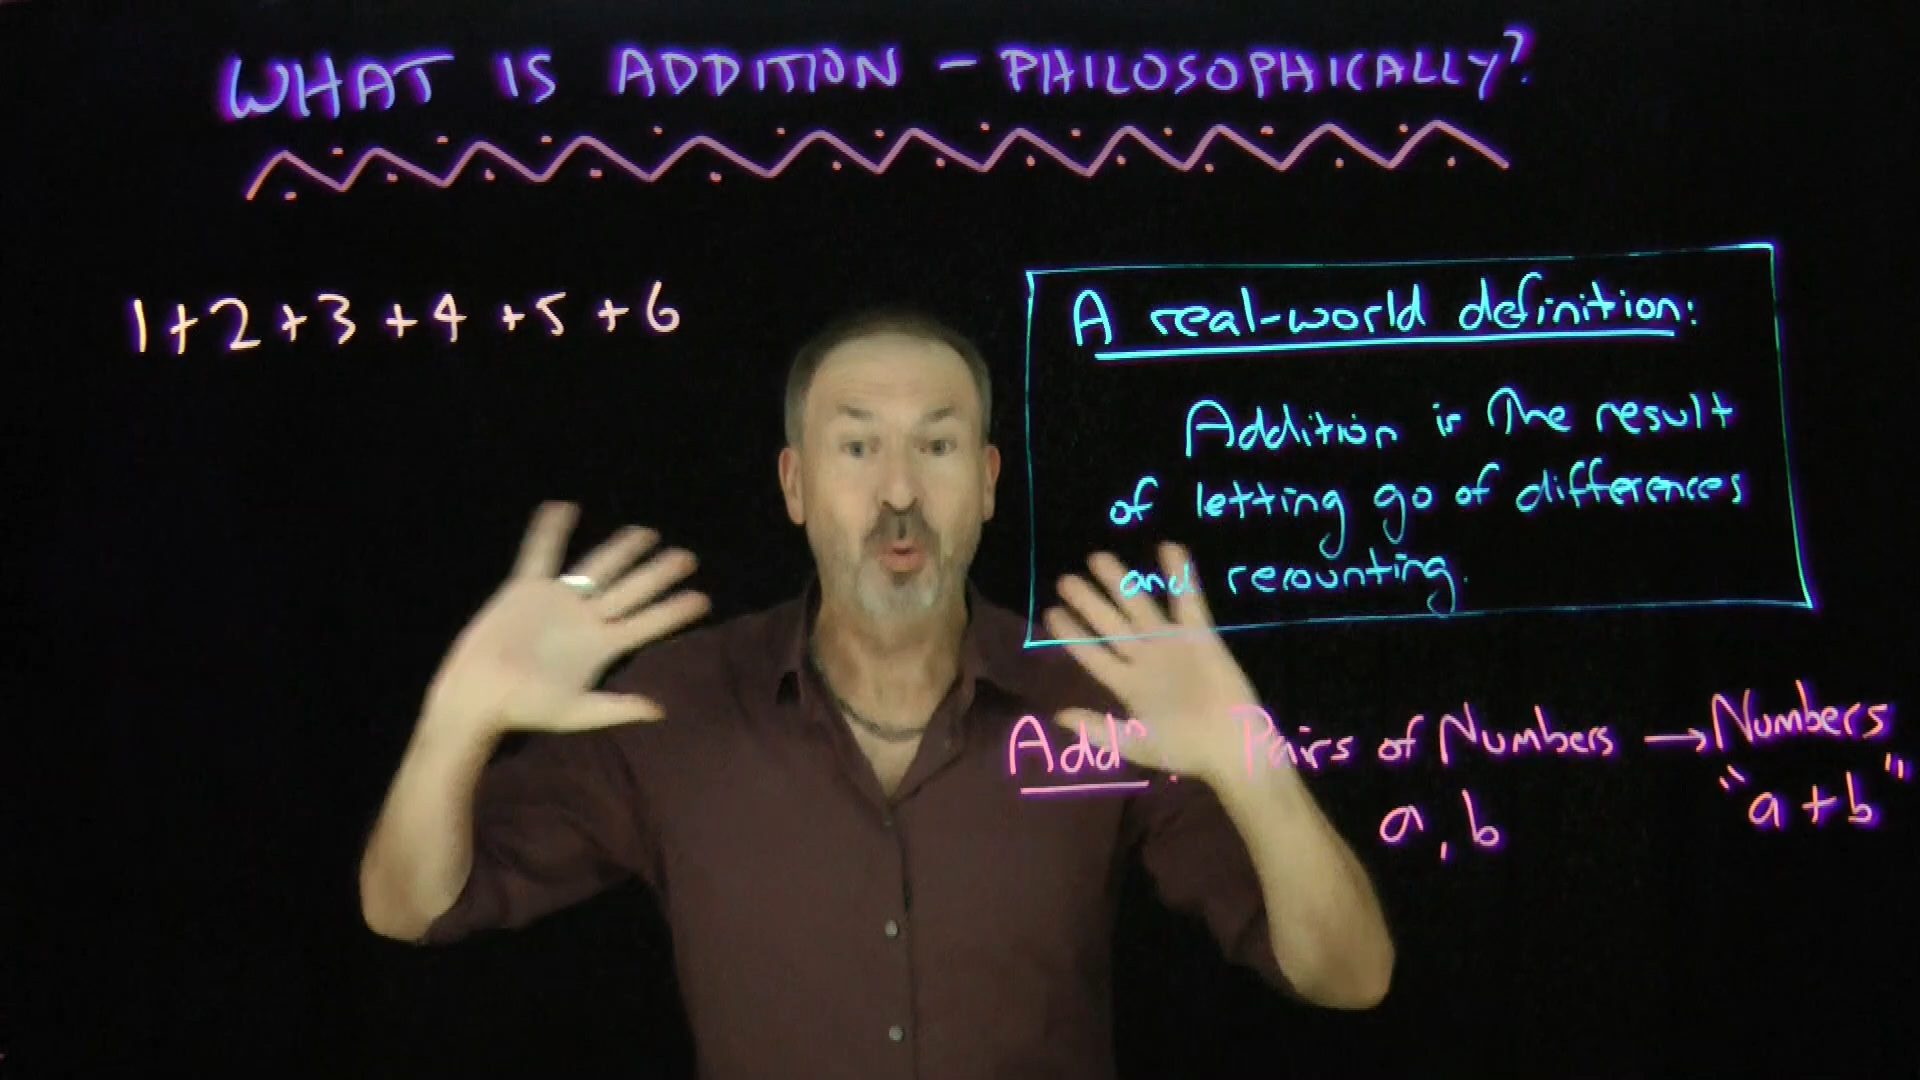 WHAT IS ADDITION - PHILOSOPHICALLY?
1+2+3+4+5+6
A real-world definition:
Addition is the result
of letting go of differences
and recounting.
Addⁿ: Pairs of Numbers → Numbers
a, b "a + b"